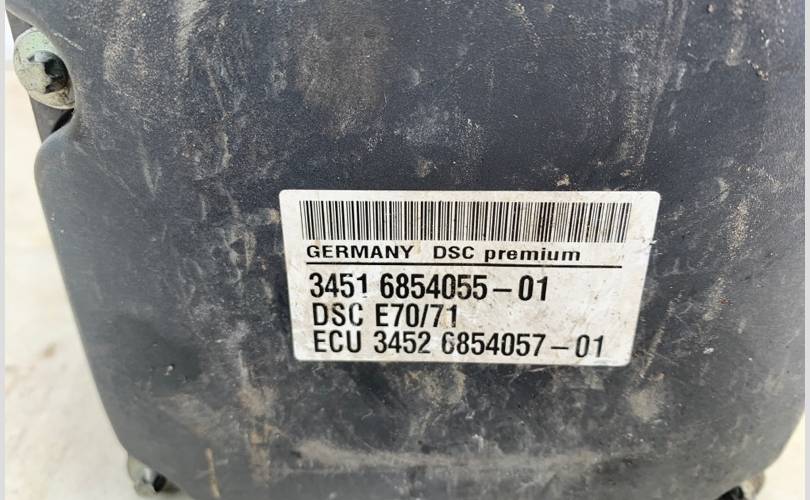 GERMANY DSC premium
3451 6854055-01
DSC E70/71
ECU 3452 6854057-01